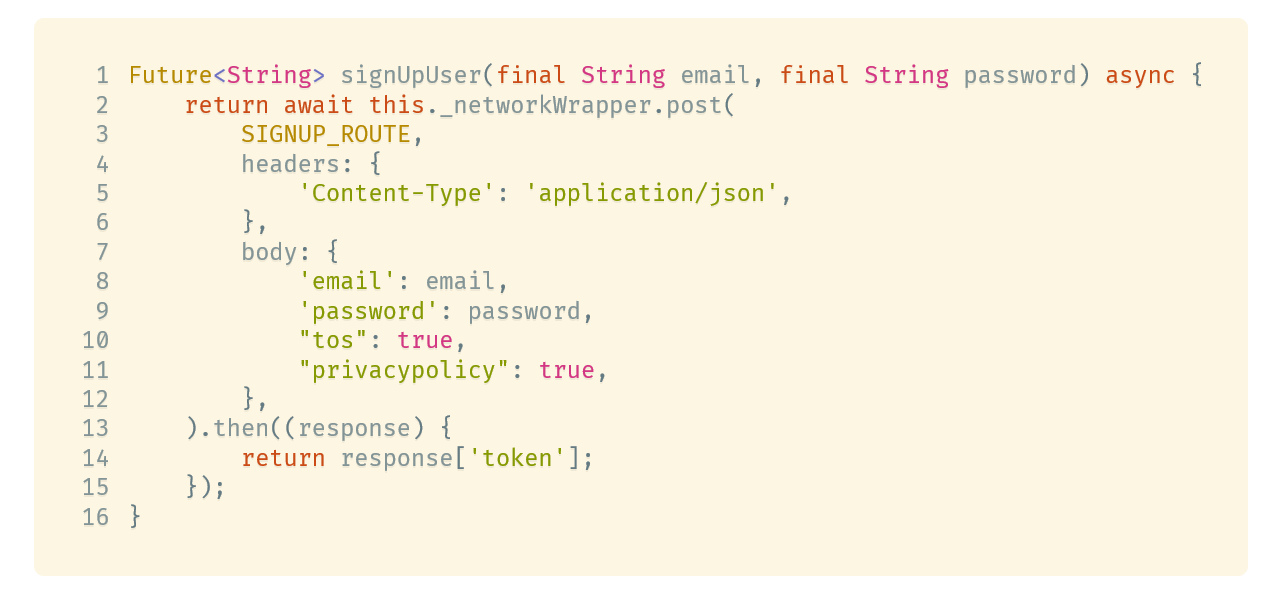 1 Future<String> signUpUser(final String email, final String password) async {
2     return await this._networkWrapper.post(
3         SIGNUP_ROUTE,
4         headers: {
5             'Content-Type': 'application/json',
6         },
7         body: {
8             'email': email,
9             'password': password,
10             "tos": true,
11             "privacypolicy": true,
12         },
13     ).then((response) {
14         return response['token'];
15     });
16 }